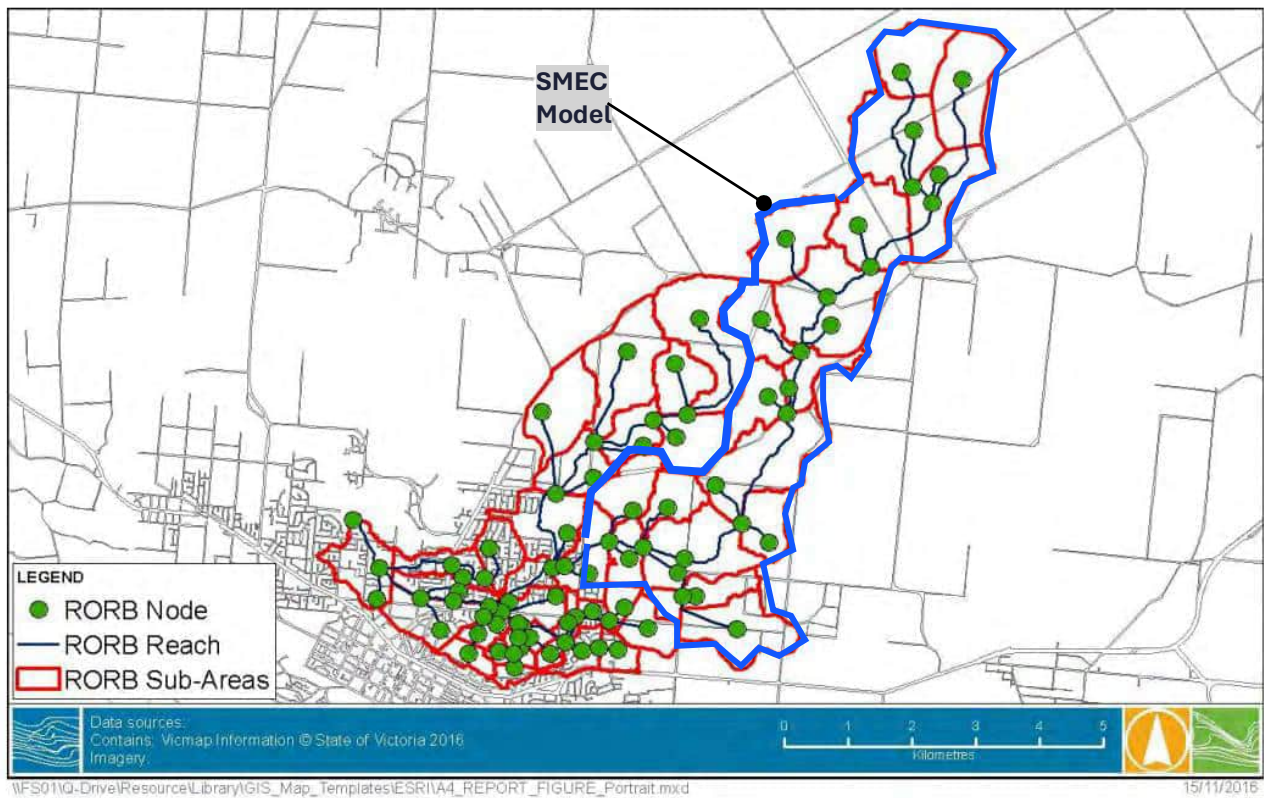 SMEC
Model
LEGEND
RORB Node
RORB Reach
RORB Sub-Areas
Data sources:
Contains: Vicmap Information © State of Victoria 2016
Imagery:
0 1 2 3 4 5
Kilometres
\\FS01\Q-Drive\Resource\Library\GIS_Map_Templates\ESRI\A4_REPORT_FIGURE_Portrait.mxd
15/11/2016